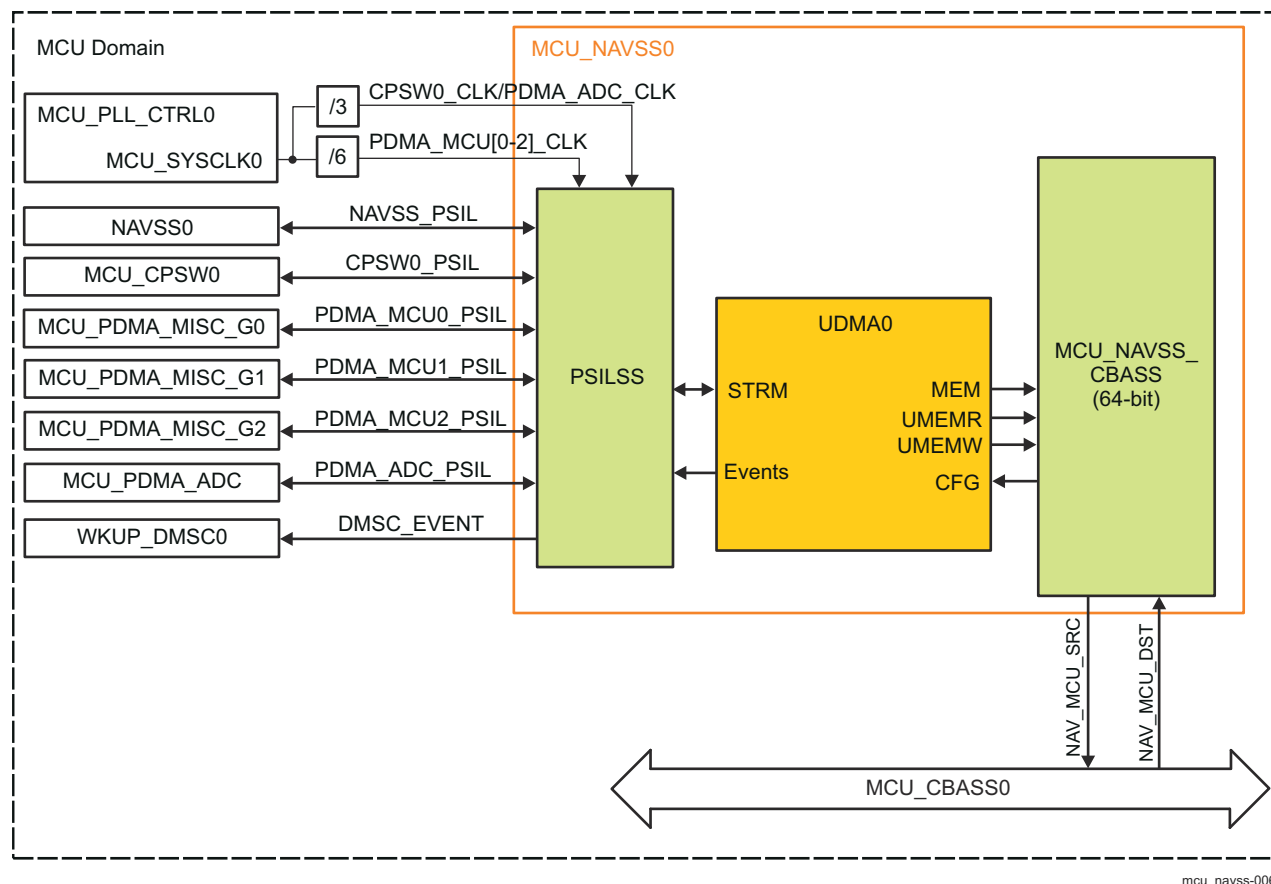 MCU Domain
MCU_NAVSS0
MCU_PLL_CTRL0
MCU_SYSCLK0
/3
CPSW0_CLK/PDMA_ADC_CLK
/6
PDMA_MCU[0-2]_CLK
NAVSS0
NAVSS_PSIL
MCU_CPSW0
CPSW0_PSIL
MCU_PDMA_MISC_G0
PDMA_MCU0_PSIL
MCU_PDMA_MISC_G1
PDMA_MCU1_PSIL
MCU_PDMA_MISC_G2
PDMA_MCU2_PSIL
MCU_PDMA_ADC
PDMA_ADC_PSIL
WKUP_DMSC0
DMSC_EVENT
PSILSS
UDMA0
STRM
Events
MEM
UMEMR
UMEMW
CFG
MCU_NAVSS_
CBASS
(64-bit)
NAV_MCU_SRC
NAV_MCU_DST
MCU_CBASS0
mcu_navss-006